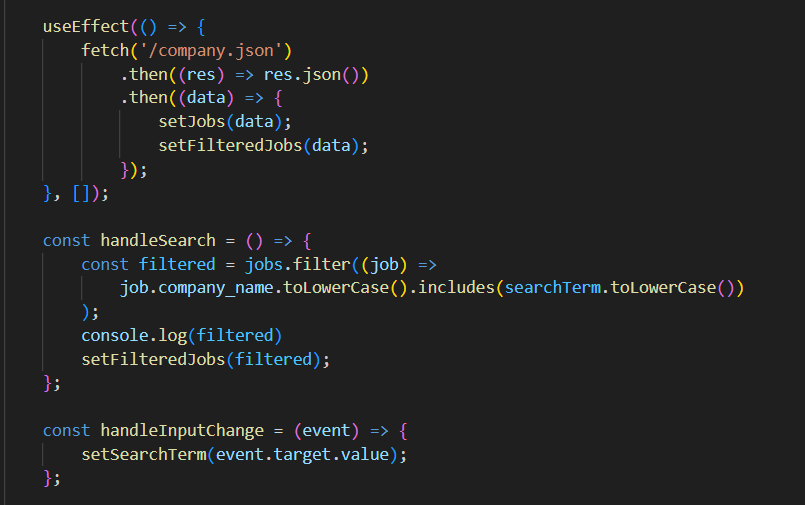 useEffect(() => {
    fetch('/company.json')
        .then((res) => res.json())
        .then((data) => {
            setJobs(data);
            setFilteredJobs(data);
        });
}, []);

const handleSearch = () => {
    const filtered = jobs.filter((job) =>
        job.company_name.toLowerCase().includes(searchTerm.toLowerCase())
    );
    console.log(filtered)
    setFilteredJobs(filtered);
};

const handleInputChange = (event) => {
    setSearchTerm(event.target.value);
};